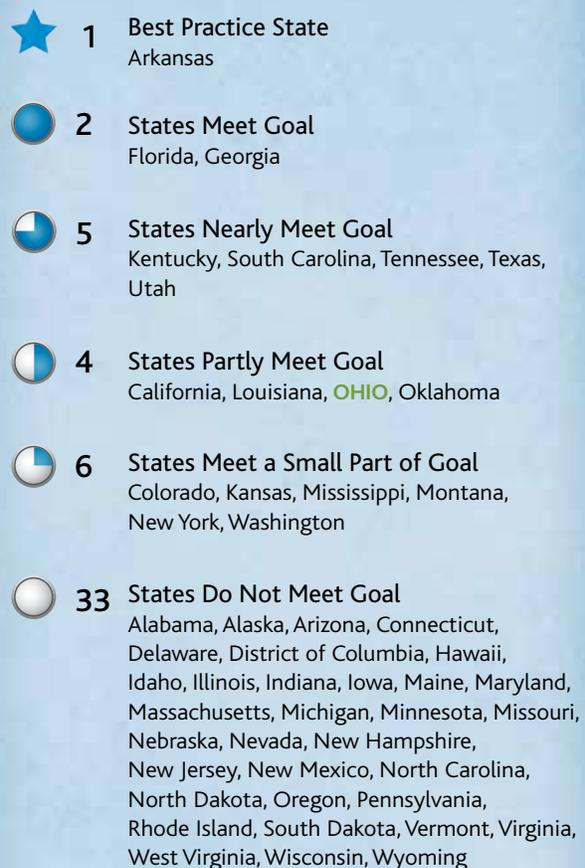 1 Best Practice State
Arkansas
2 States Meet Goal
Florida, Georgia
5 States Nearly Meet Goal
Kentucky, South Carolina, Tennessee, Texas,
Utah
4 States Partly Meet Goal
California, Louisiana, OHIO, Oklahoma
6 States Meet a Small Part of Goal
Colorado, Kansas, Mississippi, Montana,
New York, Washington
33 States Do Not Meet Goal
Alabama, Alaska, Arizona, Connecticut,
Delaware, District of Columbia, Hawaii,
Idaho, Illinois, Indiana, Iowa, Maine, Maryland,
Massachusetts, Michigan, Minnesota, Missouri,
Nebraska, Nevada, New Hampshire,
New Jersey, New Mexico, North Carolina,
North Dakota, Oregon, Pennsylvania,
Rhode Island, South Dakota, Vermont, Virginia,
West Virginia, Wisconsin, Wyoming